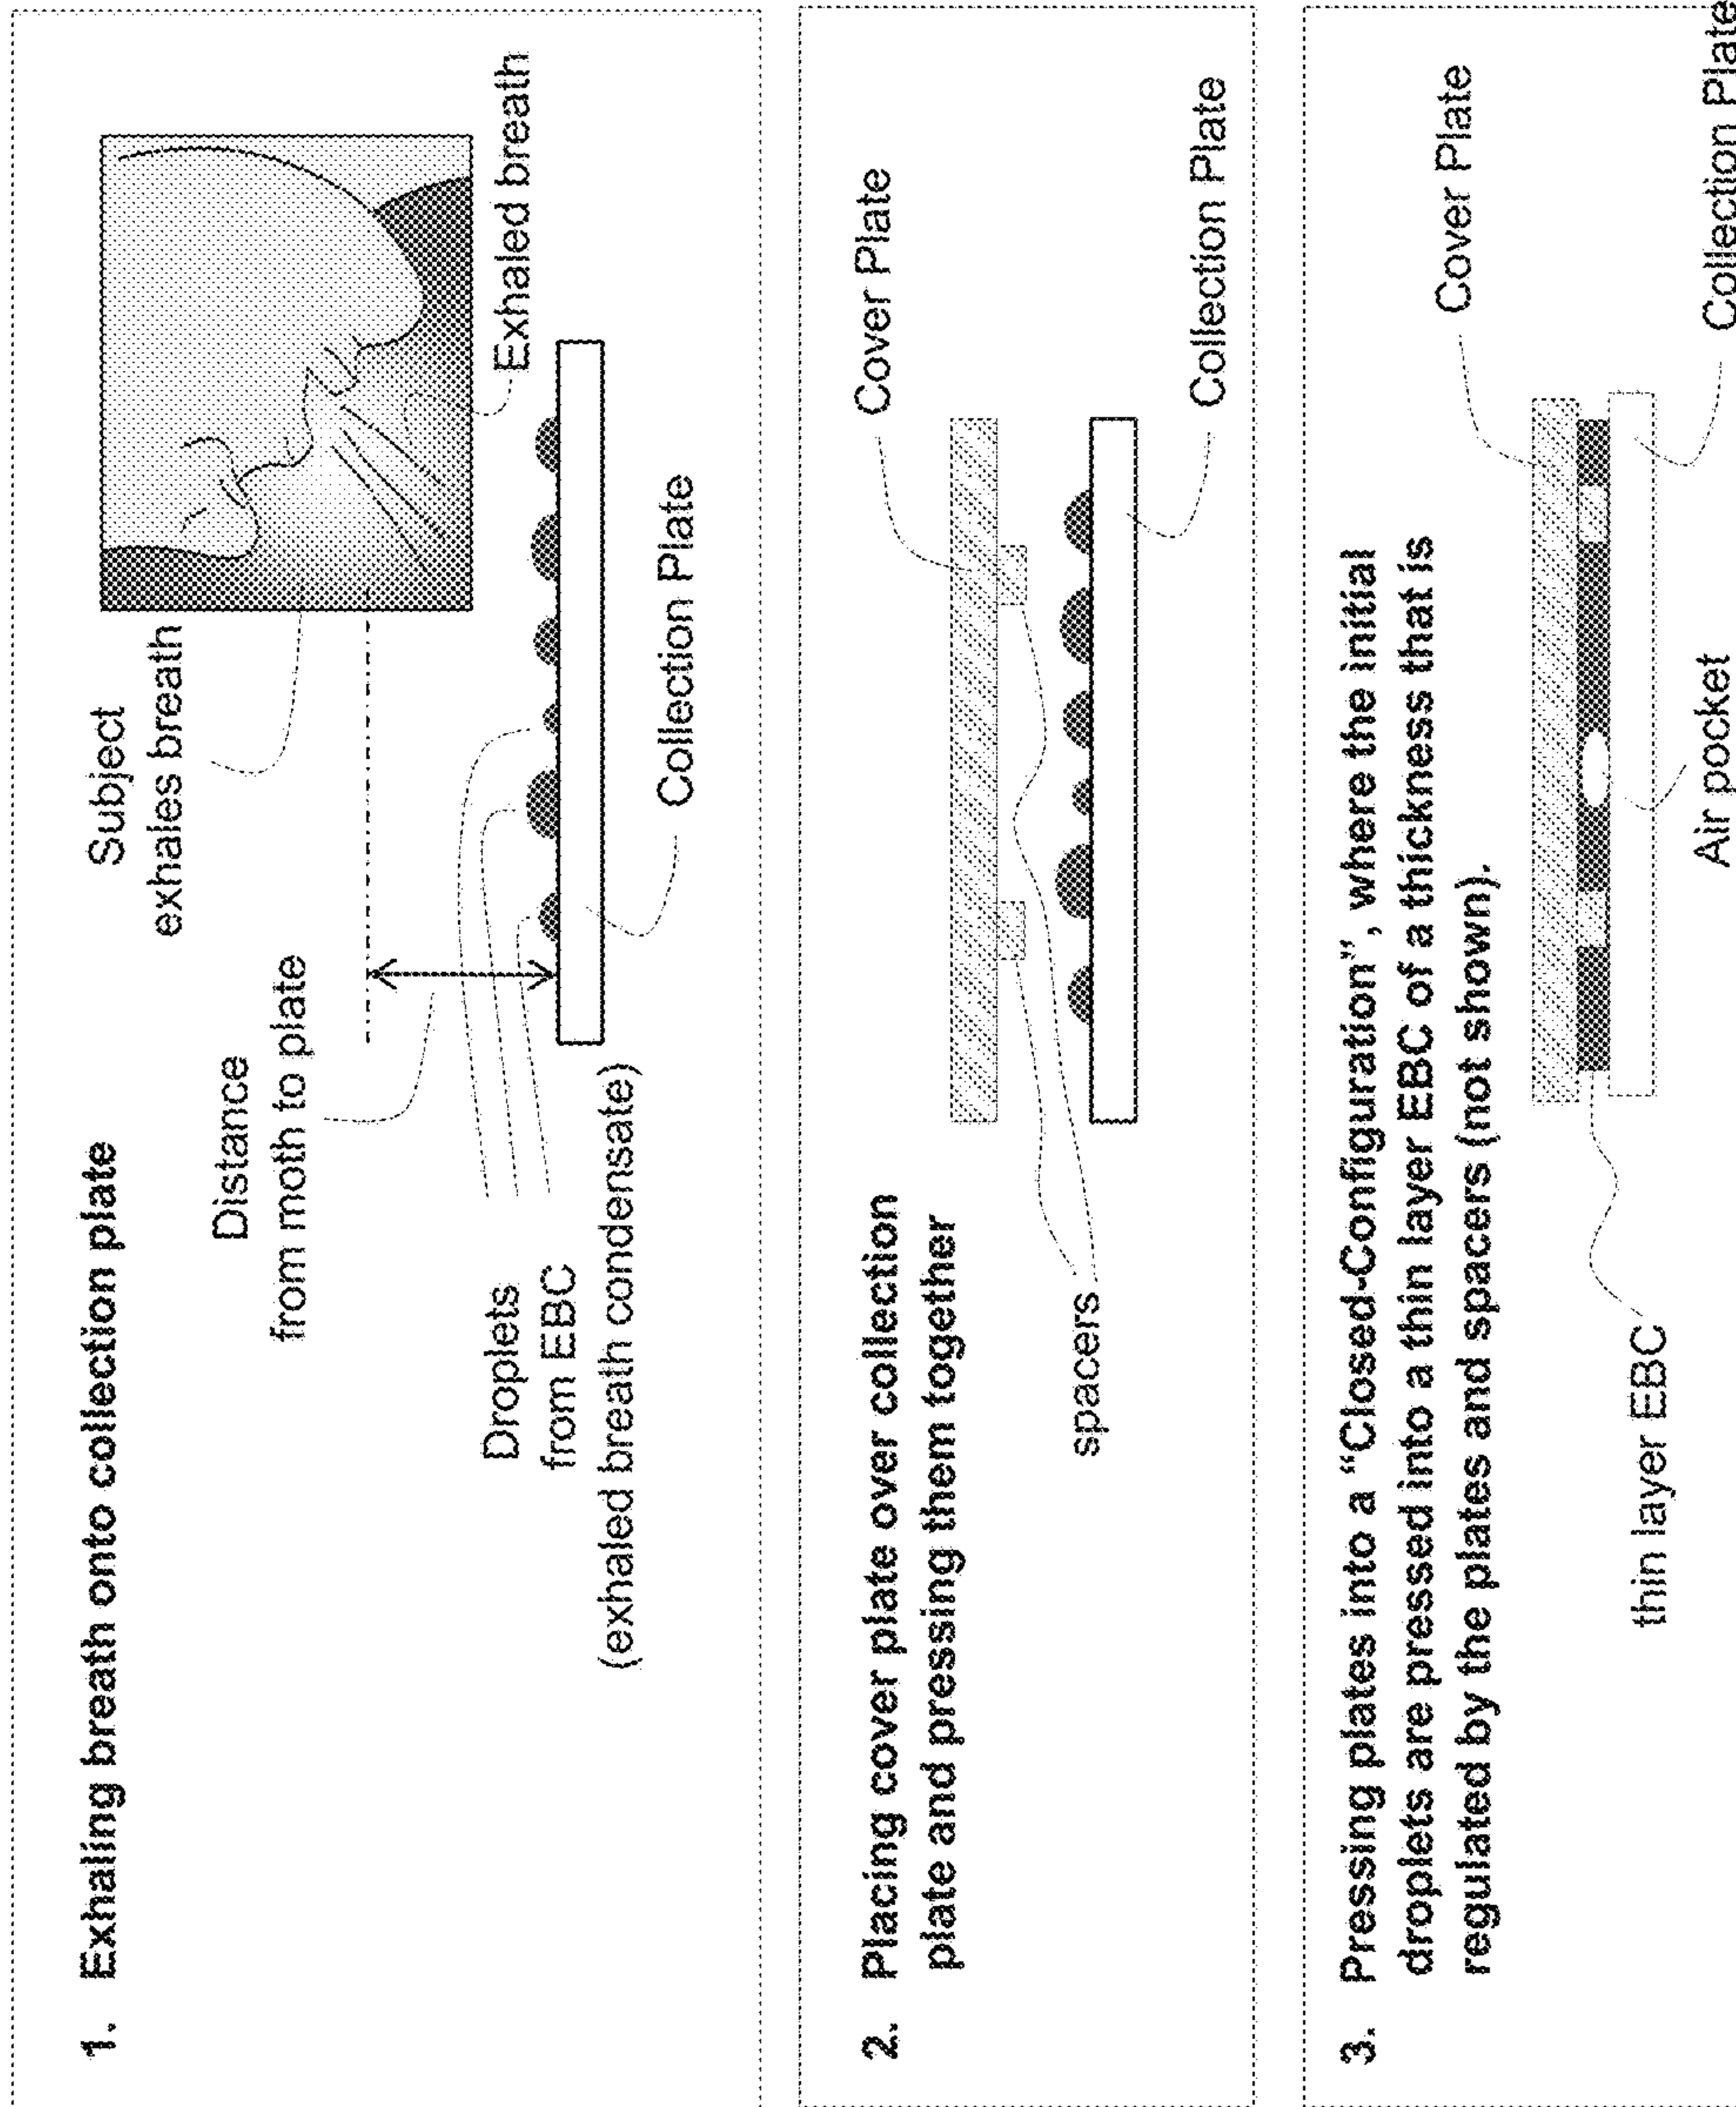 1. Exhaling breath onto collection plate
Subject
exhales breath
Distance
from moth to plate
Exhaled breath
Droplets
from EBC
(exhaled breath condensate)
Collection Plate
2. Placing cover plate over collection
plate and pressing them together
Cover Plate
spacers
Collection Plate
3. Pressing plates into a “Closed-Configuration”, where the initial
droplets are pressed into a thin layer EBC of a thickness that is
regulated by the plates and spacers (not shown).
Cover Plate
thin layer EBC
Air pocket
Collection Plate